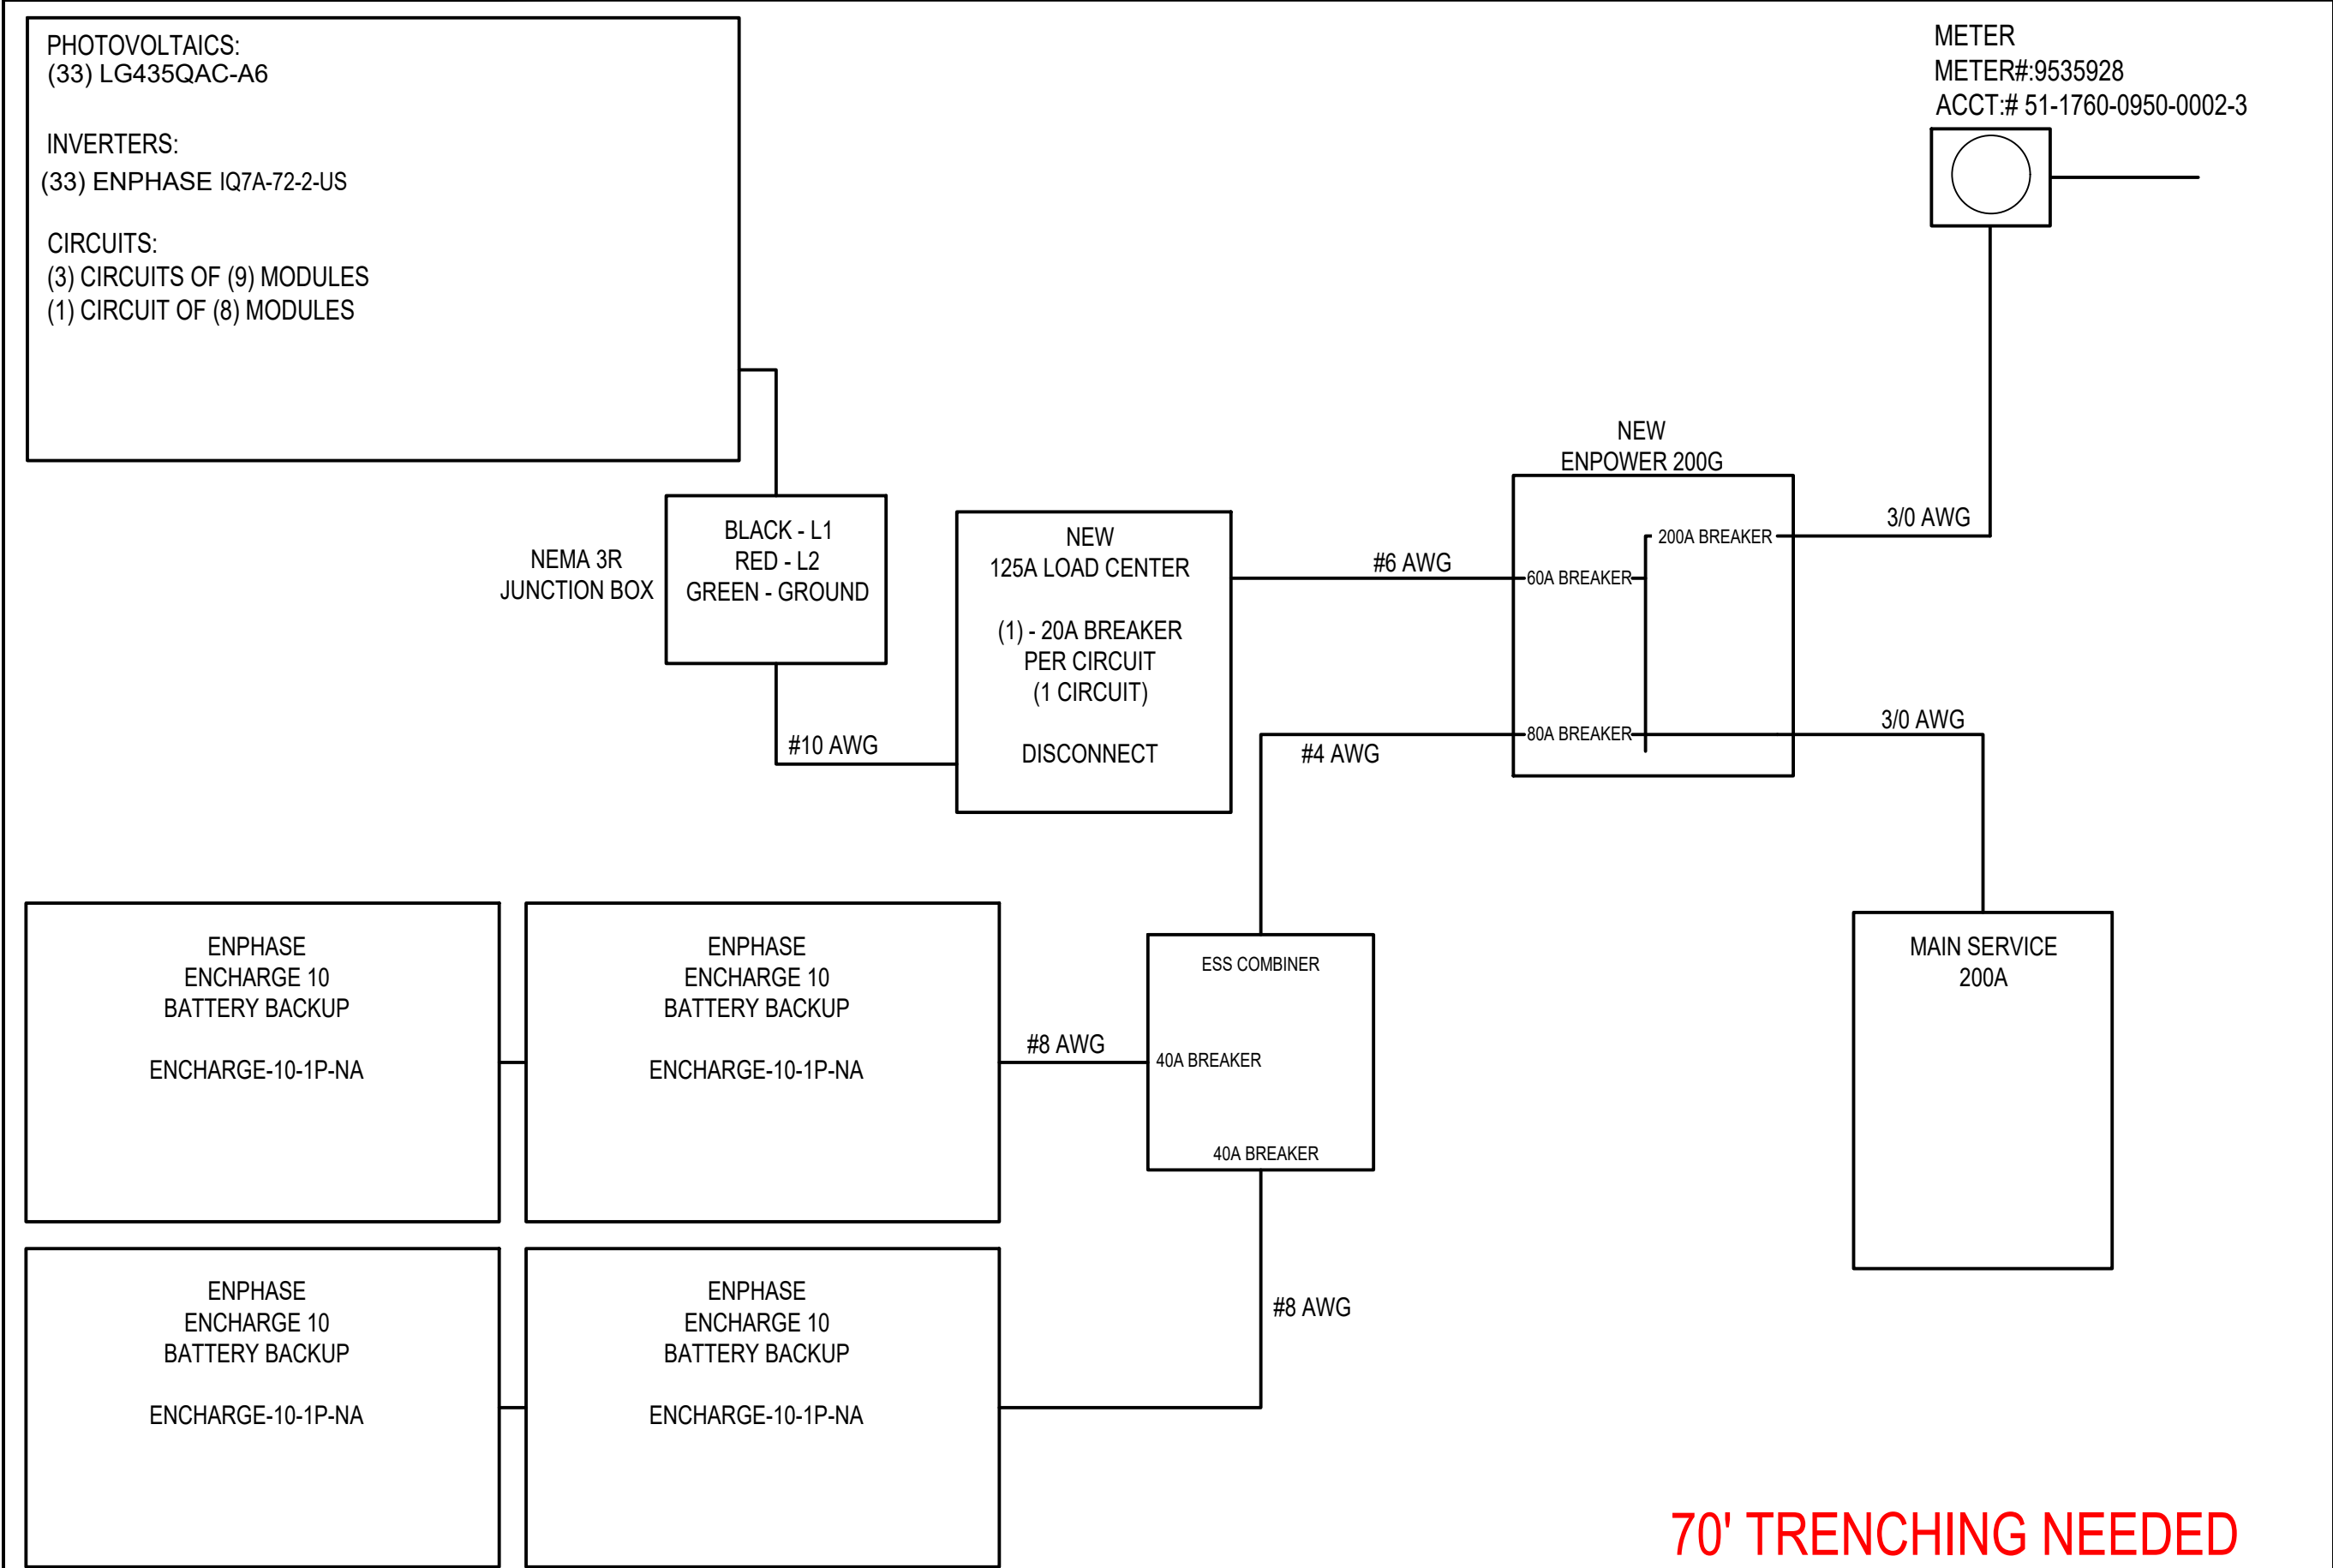 PHOTOVOLTAICS:
(33) LG435QAC-A6
INVERTERS:
(33) ENPHASE IQ7A-72-2-US
CIRCUITS:
(3) CIRCUITS OF (9) MODULES
(1) CIRCUIT OF (8) MODULES
METER
METER#:9535928
ACCT:# 51-1760-0950-0002-3
NEMA 3R
JUNCTION BOX
BLACK - L1
RED - L2
GREEN - GROUND
#10 AWG
NEW
125A LOAD CENTER
(1) - 20A BREAKER
PER CIRCUIT
(1 CIRCUIT)
DISCONNECT
#6 AWG
#4 AWG
NEW
ENPOWER 200G
200A BREAKER
60A BREAKER
80A BREAKER
3/0 AWG
3/0 AWG
ENPHASE
ENCHARGE 10
BATTERY BACKUP
ENCHARGE-10-1P-NA
ENPHASE
ENCHARGE 10
BATTERY BACKUP
ENCHARGE-10-1P-NA
#8 AWG
ESS COMBINER
40A BREAKER
40A BREAKER
MAIN SERVICE
200A
ENPHASE
ENCHARGE 10
BATTERY BACKUP
ENCHARGE-10-1P-NA
ENPHASE
ENCHARGE 10
BATTERY BACKUP
ENCHARGE-10-1P-NA
#8 AWG
70' TRENCHING NEEDED